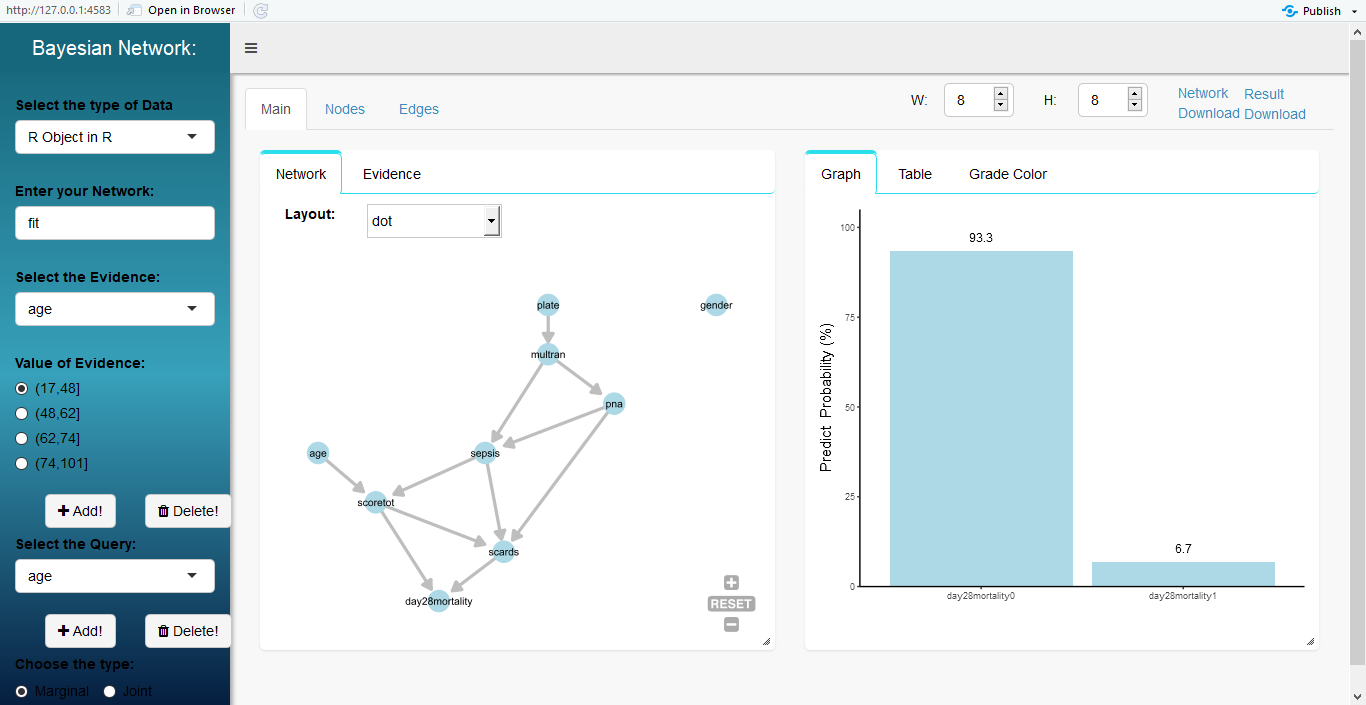 http://127.0.0.1:4583 Open in Browser Publish
Bayesian Network:
Select the type of Data
R Object in R
Enter your Network:
fit
Select the Evidence:
age
Value of Evidence:
(17,48]
(48,62]
(62,74]
(74,101]
Add! Delete!
Select the Query:
age
Add! Delete!
Choose the type:
Marginal Joint
Main Nodes Edges
W: 8 H: 8
Network Download
Result Download
Network Evidence
Layout: dot
plate
gender
multran
pna
age
sepsis
scoretot
scards
day28mortality
RESET
Graph Table Grade Color
Predict Probability (%)
100
75
50
25
0
93.3
6.7
day28mortality0 day28mortality1